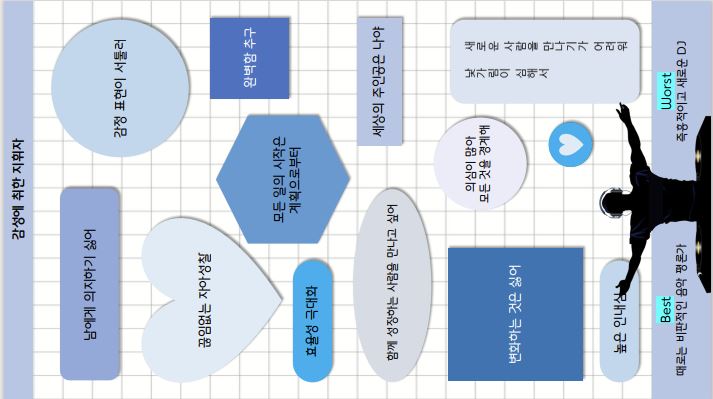 감성에 취한 지휘자
남에게 의지하기 싫어
감정 표현이 서툴러
끊임없는 자아성찰
완벽함 추구
모든 일의 시작은
계획으로부터
효율성 극대화
세상의 주인공은 나야
함께 성장하는 사람을 만나고 싶어
의심이 많아
모든 것을 경계해
새로운 사람을 만나기가 어려워
낯가림이 심해서
변화하는 것은 싫어
높은 인내심
Best
때로는 비판적인 음악 평론가
Worst
즉흥적이고 새로운 DJ